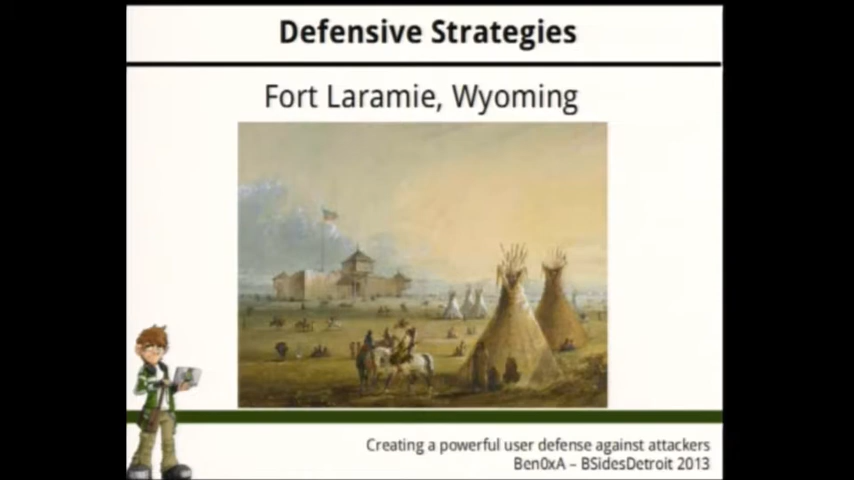 Defensive Strategies
Fort Laramie, Wyoming
Creating a powerful user defense against attackers
Ben0xA – BSidesDetroit 2013